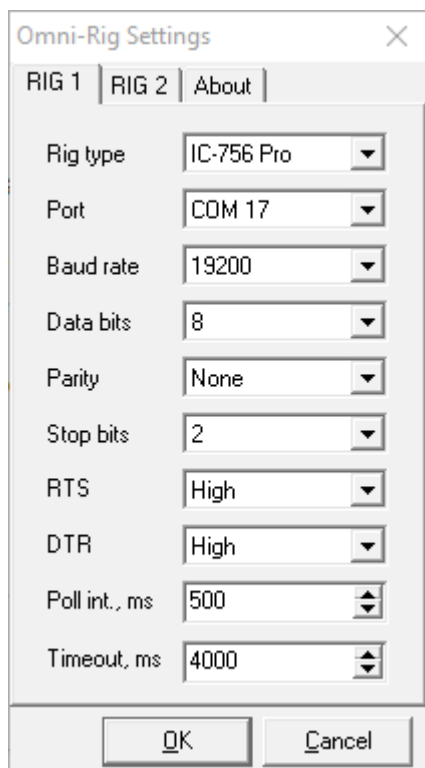 Omni-Rig Settings
RIG 1 RIG 2 About
Rig type IC-756 Pro
Port COM 17
Baud rate 19200
Data bits 8
Parity None
Stop bits 2
RTS High
DTR High
Poll int., ms 500
Timeout, ms 4000
OK Cancel